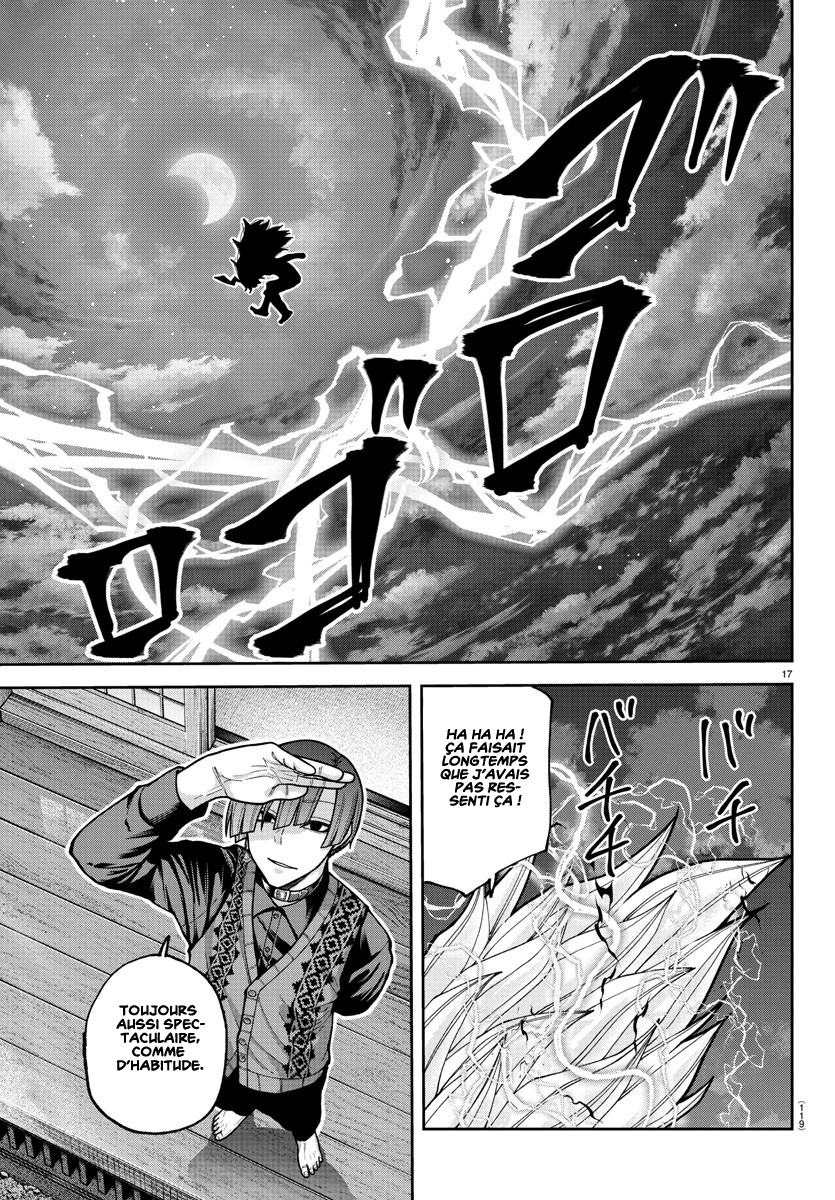 ゴロゴロ
17
HA HA HA !
ÇA FAISAIT
LONGTEMPS
QUE J'AVAIS
PAS RES-
SENTI ÇA !
バチ
バチ
TOUJOURS
AUSSI SPEC-
TACULAIRE,
COMME
D'HABITUDE.
(119)